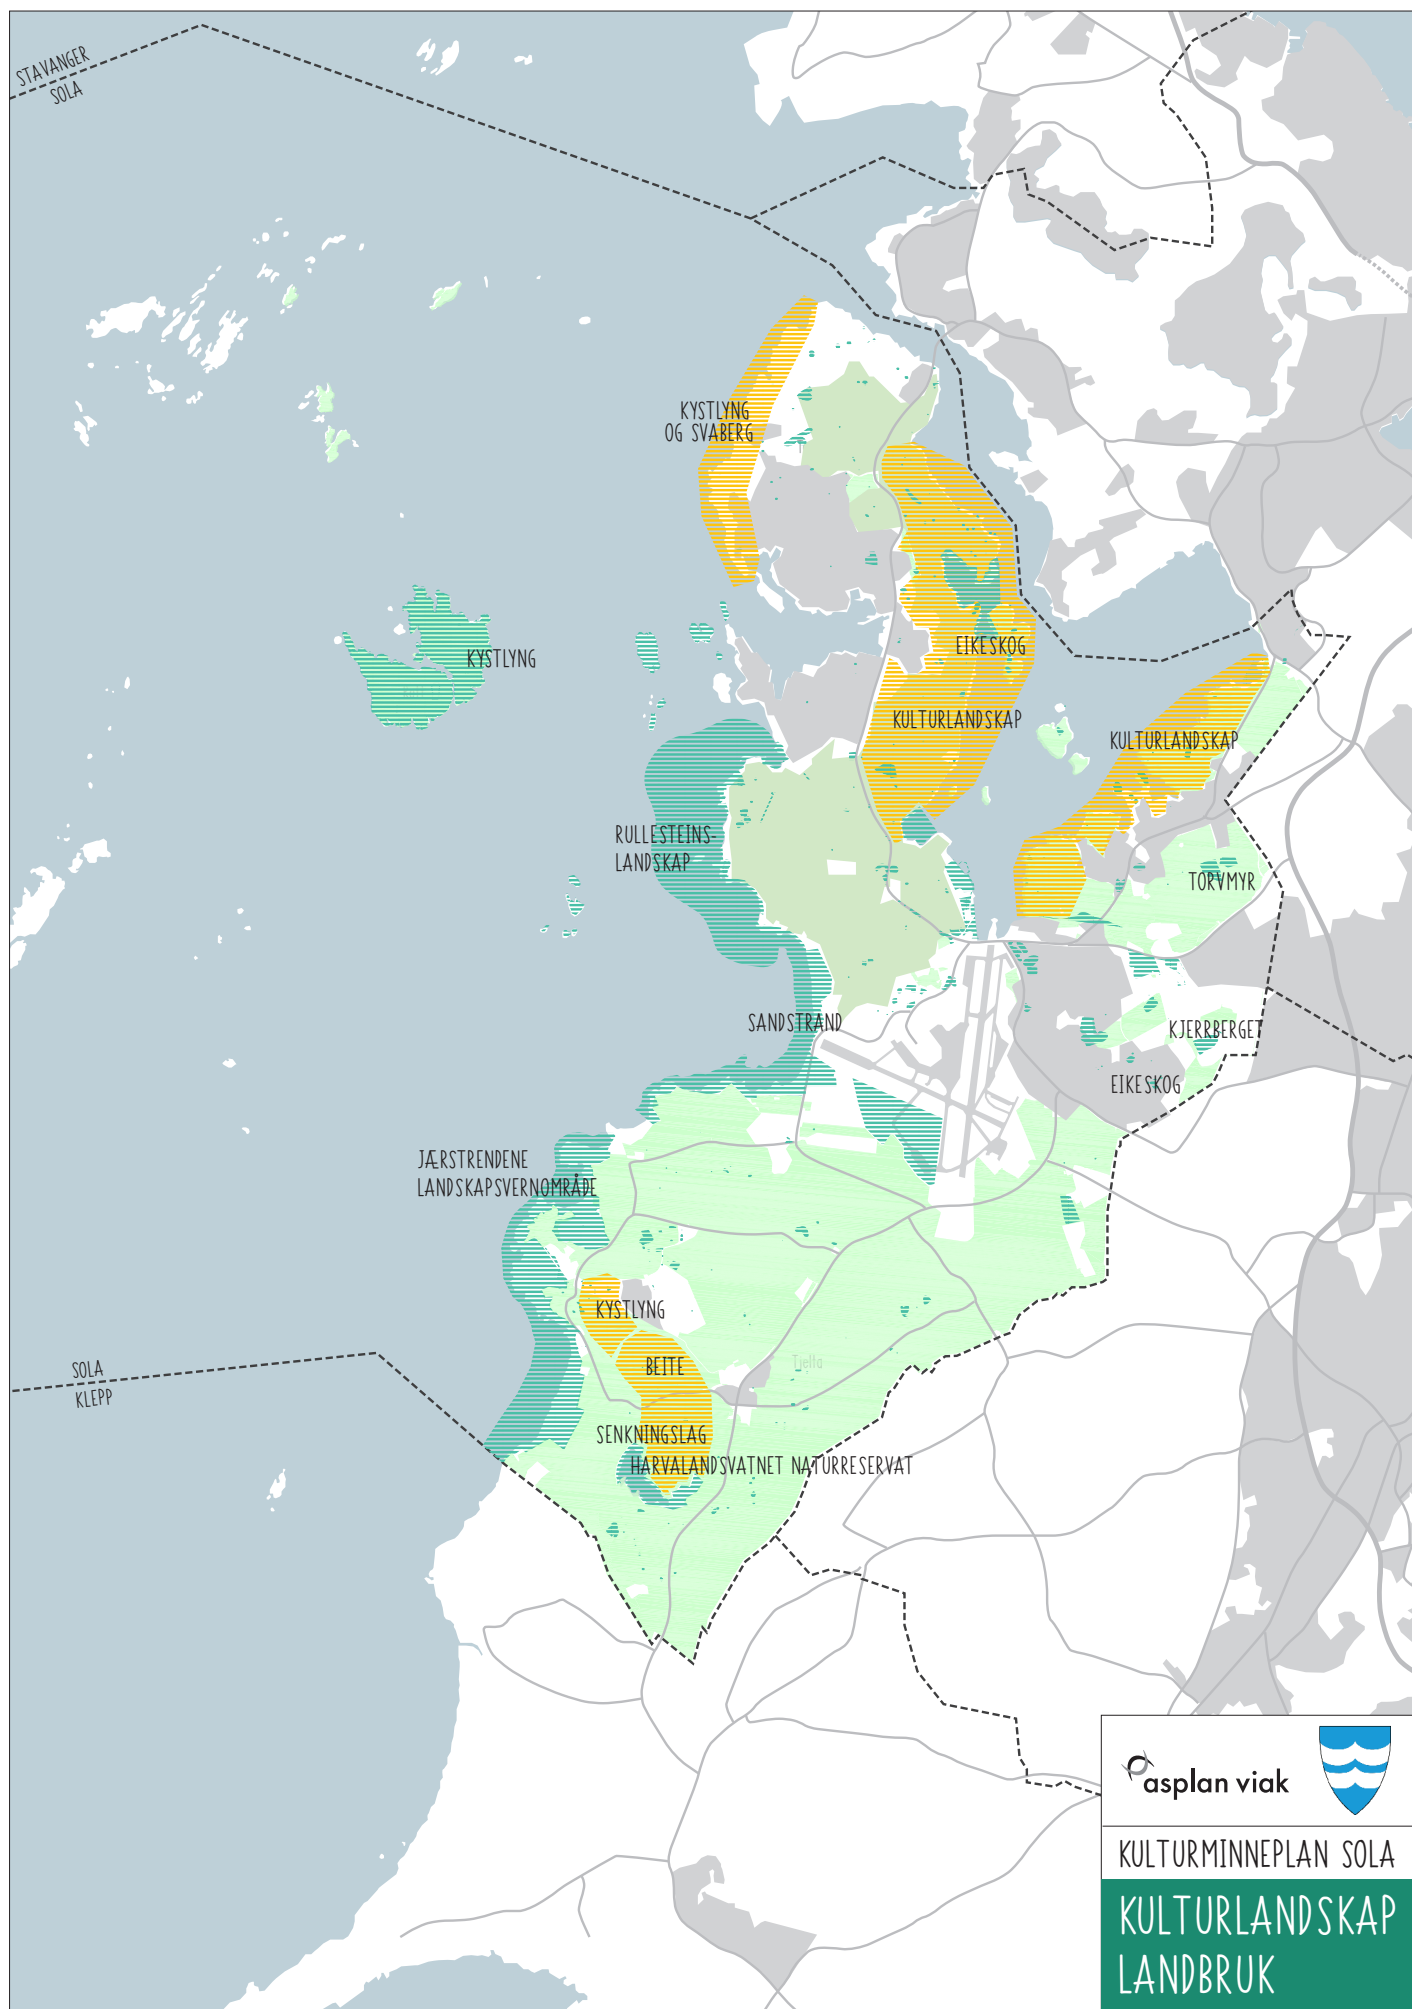 STAVANGER
SOLA
KYSTLYNG
OG SVABERG
KYSTLYNG
EIKESKOG
KULTURLANDSKAP
KULTURLANDSKAP
RULLESTEINS-
LANDSKAP
TORVMYR
SANDSTRAND
KJERRBERGET
EIKESKOG
JÆRSTRENDENE
LANDSKAPSVERNOMRÅDE
KYSTLYNG
BEITE
Tjelta
SOLA
KLEPP
SENKNINGSLAG
HARVALANDSVATNET NATURRESERVAT
asplan viak
KULTURMINNEPLAN SOLA
KULTURLANDSKAP
LANDBRUK